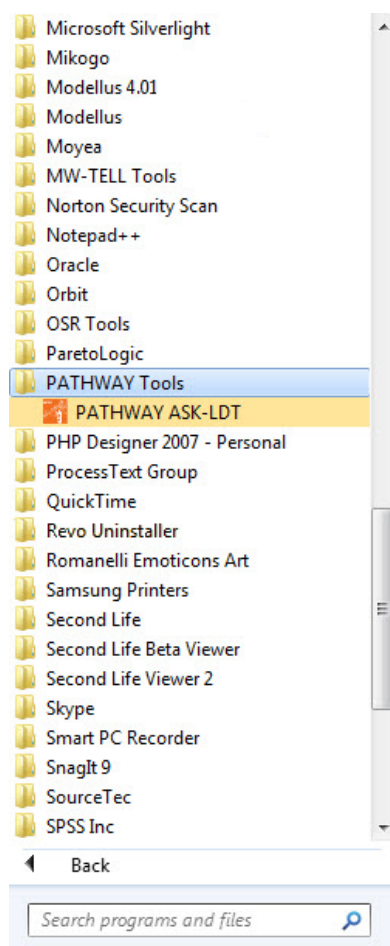 Microsoft Silverlight
Mikogo
Modellus 4.01
Modellus
Moyea
MW-TELL Tools
Norton Security Scan
Notepad++
Oracle
Orbit
OSR Tools
ParetoLogic
PATHWAY Tools
PATHWAY ASK-LDT
PHP Designer 2007 - Personal
ProcessText Group
QuickTime
Revo Uninstaller
Romanelli Emoticons Art
Samsung Printers
Second Life
Second Life Beta Viewer
Second Life Viewer 2
Skype
Smart PC Recorder
SnagIt 9
SourceTec
SPSS Inc
Back
Search programs and files